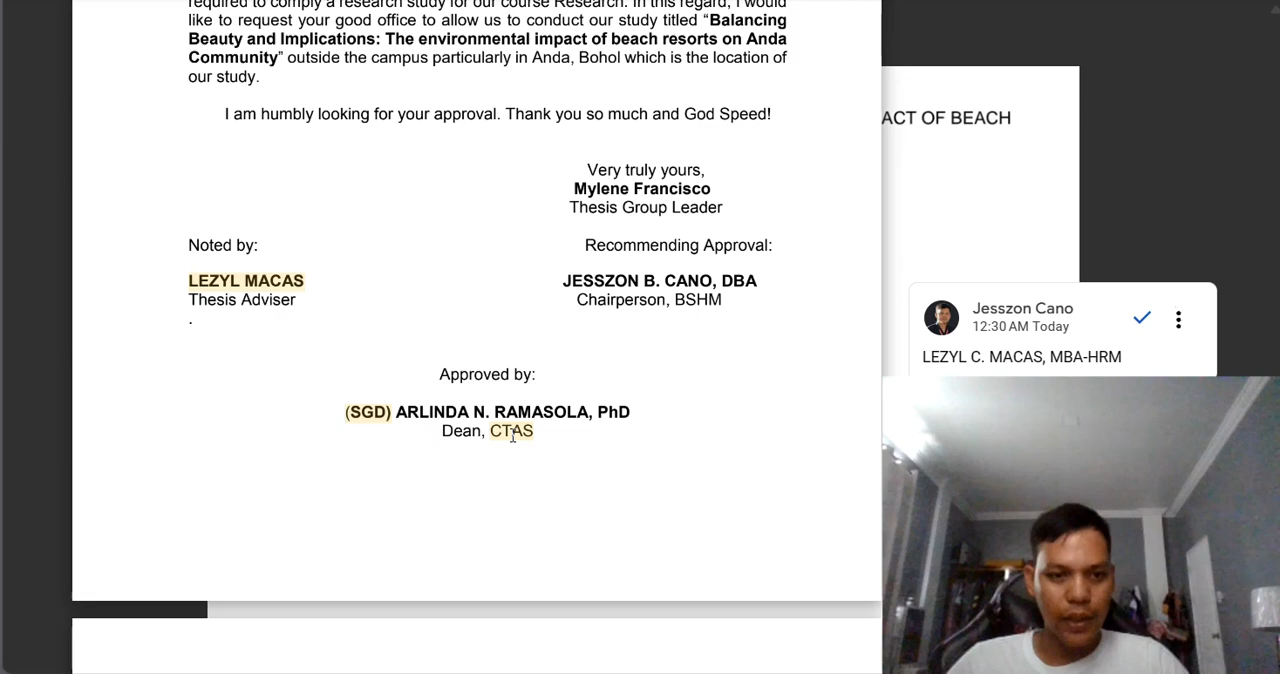 required to comply a research study for our course Research. In this regard, I would
like to request your good office to allow us to conduct our study titled “Balancing
Beauty and Implications: The environmental impact of beach resorts on Anda
Community” outside the campus particularly in Anda, Bohol which is the location of
our study.
I am humbly looking for your approval. Thank you so much and God Speed!
Very truly yours,
Mylene Francisco
Thesis Group Leader
Noted by:
Recommending Approval:
LEZYL MACAS
JESSZON B. CANO, DBA
Thesis Adviser
Chairperson, BSHM
.
Approved by:
(SGD) ARLINDA N. RAMASOLA, PhD
Dean, CTAS
ACT OF BEACH
Jesszon Cano
12:30 AM Today
LEZYL C. MACAS, MBA-HRM